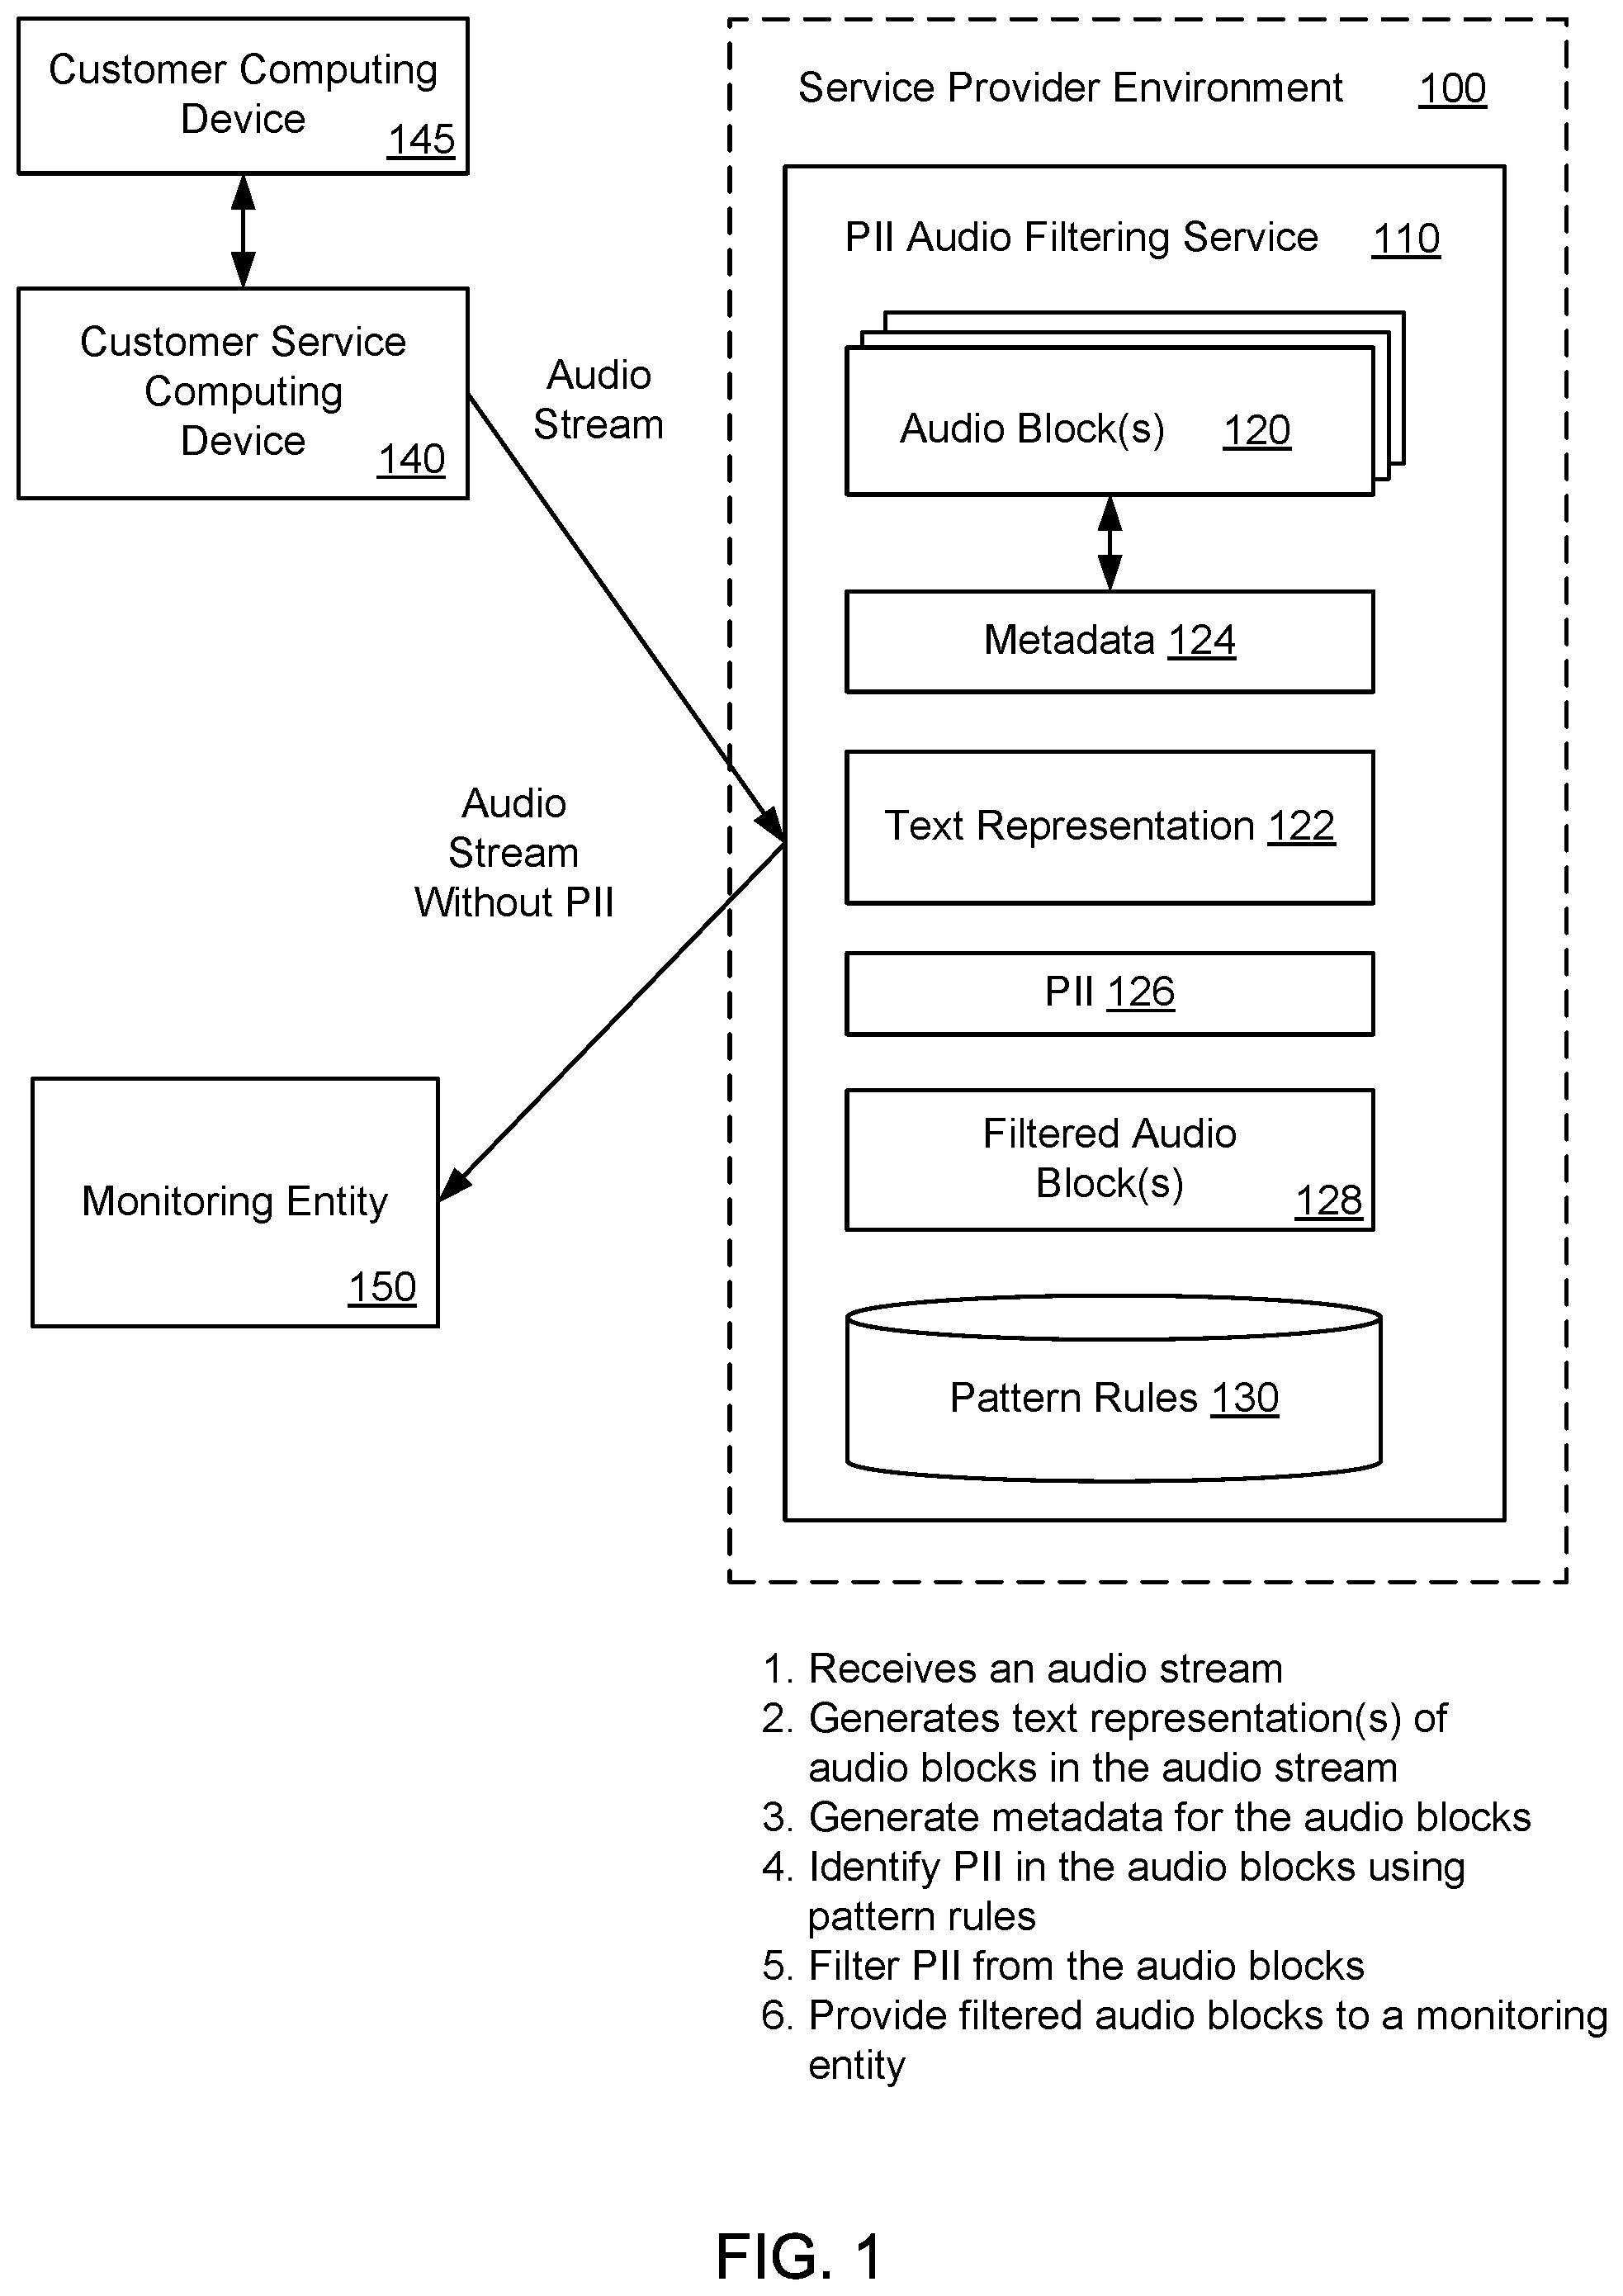 Customer Computing
Device
145
Customer Service
Computing
Device
140
Audio
Stream
Audio
Stream
Without PII
Monitoring Entity
150
Service Provider Environment 100
PII Audio Filtering Service 110
Audio Block(s) 120
Metadata 124
Text Representation 122
PII 126
Filtered Audio
Block(s)
128
Pattern Rules 130
1. Receives an audio stream
2. Generates text representation(s) of
audio blocks in the audio stream
3. Generate metadata for the audio blocks
4. Identify PII in the audio blocks using
pattern rules
5. Filter PII from the audio blocks
6. Provide filtered audio blocks to a monitoring
entity
FIG. 1